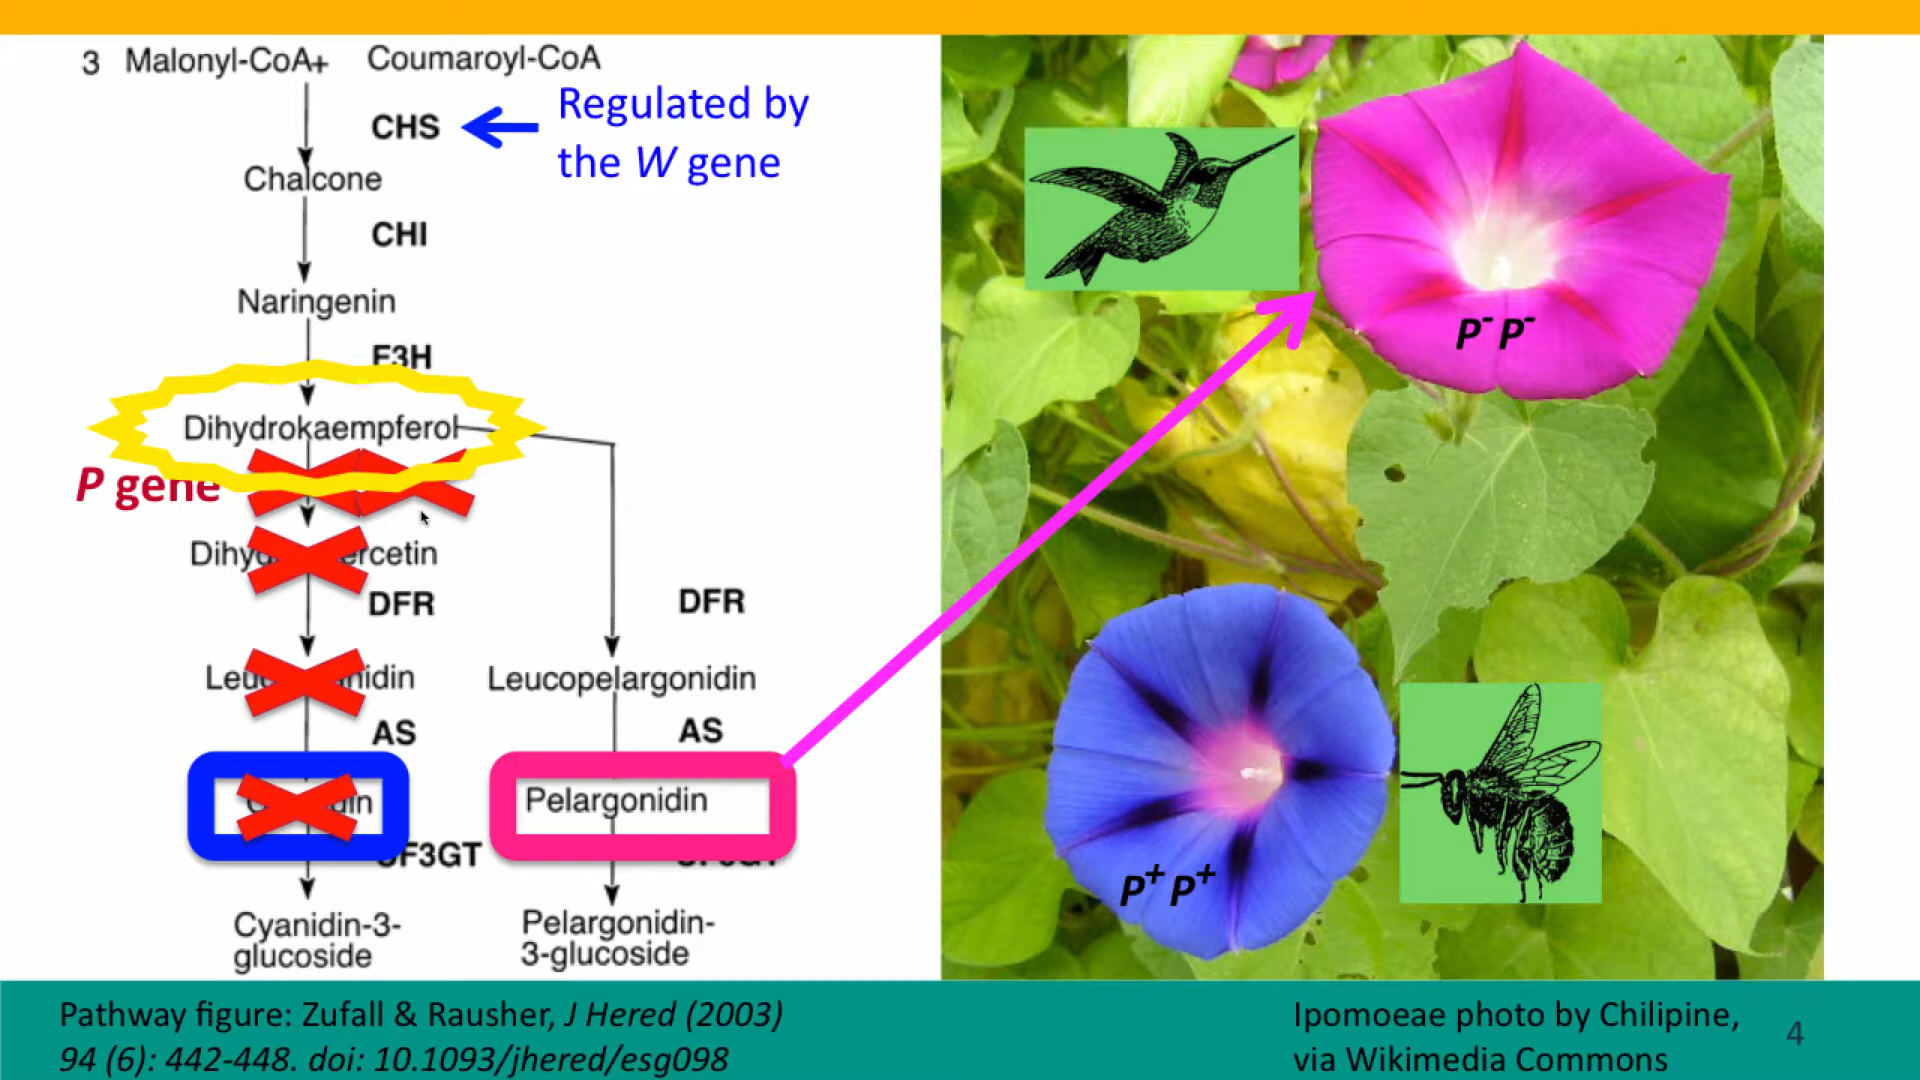 3 Malonyl-CoA+ Coumaroyl-CoA
CHS
Regulated by
the W gene
Chalcone
CHI
Naringenin
F3H
Dihydrokaempferol
P gene
DFR
DFR
Leucopelargonidin
AS
AS
Pelargonidin
UF3GT
Cyanidin-3-
glucoside
Pelargonidin-
3-glucoside
P⁻ P⁻
P⁺ P⁺
Pathway figure: Zufall & Rausher, J Hered (2003)
94 (6): 442-448. doi: 10.1093/jhered/esg098
Ipomoeae photo by Chilipine,
via Wikimedia Commons
4